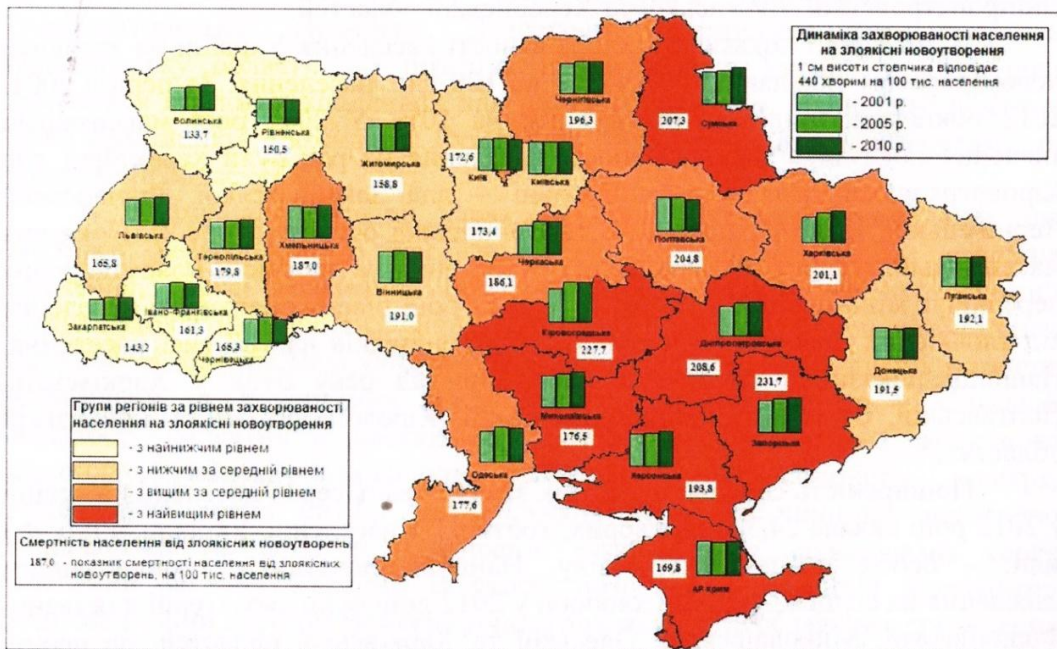 Динаміка захворюваності населення
на злоякісні новоутворення
1 см висоти стовпчика відповідає
440 хворим на 100 тис. населення
- 2001 р.
- 2005 р.
- 2010 р.
Волинська
133,7
Рівненська
150,5
Житомирська
158,8
172,6
Київ
Київська
173,4
Чернігівська
196,3
207,3
Сумська
Львівська
165,8
Тернопільська
179,8
Хмельницька
187,0
Вінницька
191,0
Черкаська
186,1
Полтавська
204,8
Харківська
201,1
Луганська
192,1
Закарпатська
143,2
Івано-Франківська
161,3
Чернівецька
165,3
Кіровоградська
227,7
Дніпропетровська
208,6
Донецька
191,5
231,7
Запорізька
Миколаївська
176,5
Одеська
177,6
Херсонська
193,8
169,8
АР Крим
Групи регіонів за рівнем захворюваності
населення на злоякісні новоутворення
- з найнижчим рівнем
- з нижчим за середній рівнем
- з вищим за середній рівнем
- з найвищим рівнем
Смертність населення від злоякісних новоутворень
187,0 - показник смертності населення від злоякісних
новоутворень, на 100 тис. населення